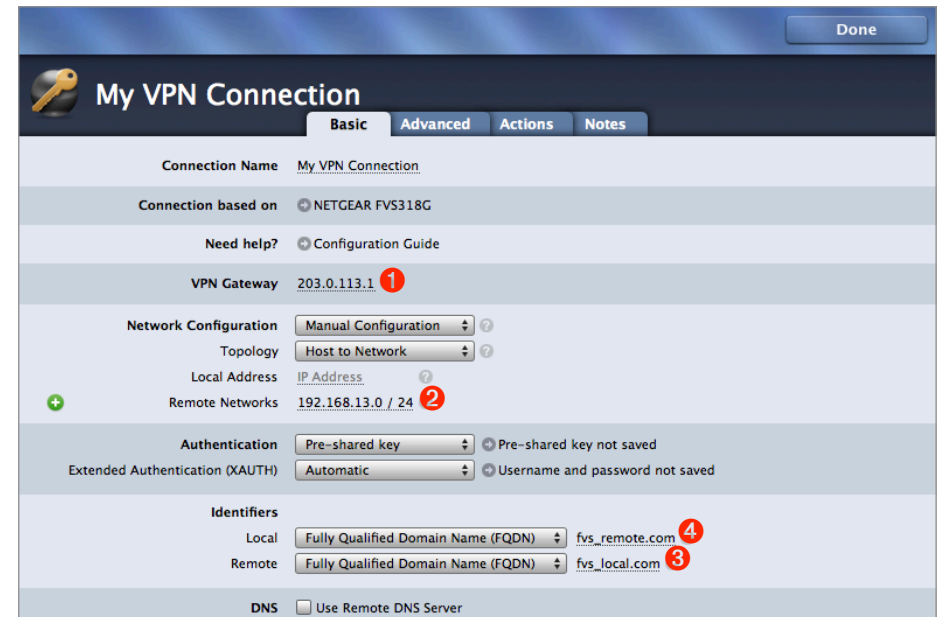 Done
My VPN Connection
Basic Advanced Actions Notes
Connection Name My VPN Connection
Connection based on NETGEAR FVS318G
Need help? Configuration Guide
VPN Gateway 203.0.113.1 1
Network Configuration Manual Configuration ?
Topology Host to Network ?
Local Address IP Address ?
Remote Networks 192.168.13.0 / 24 2
Authentication Pre-shared key Pre-shared key not saved
Extended Authentication (XAUTH) Automatic Username and password not saved
Identifiers
Local Fully Qualified Domain Name (FQDN) fvs_remote.com 4
Remote Fully Qualified Domain Name (FQDN) fvs_local.com 3
DNS Use Remote DNS Server